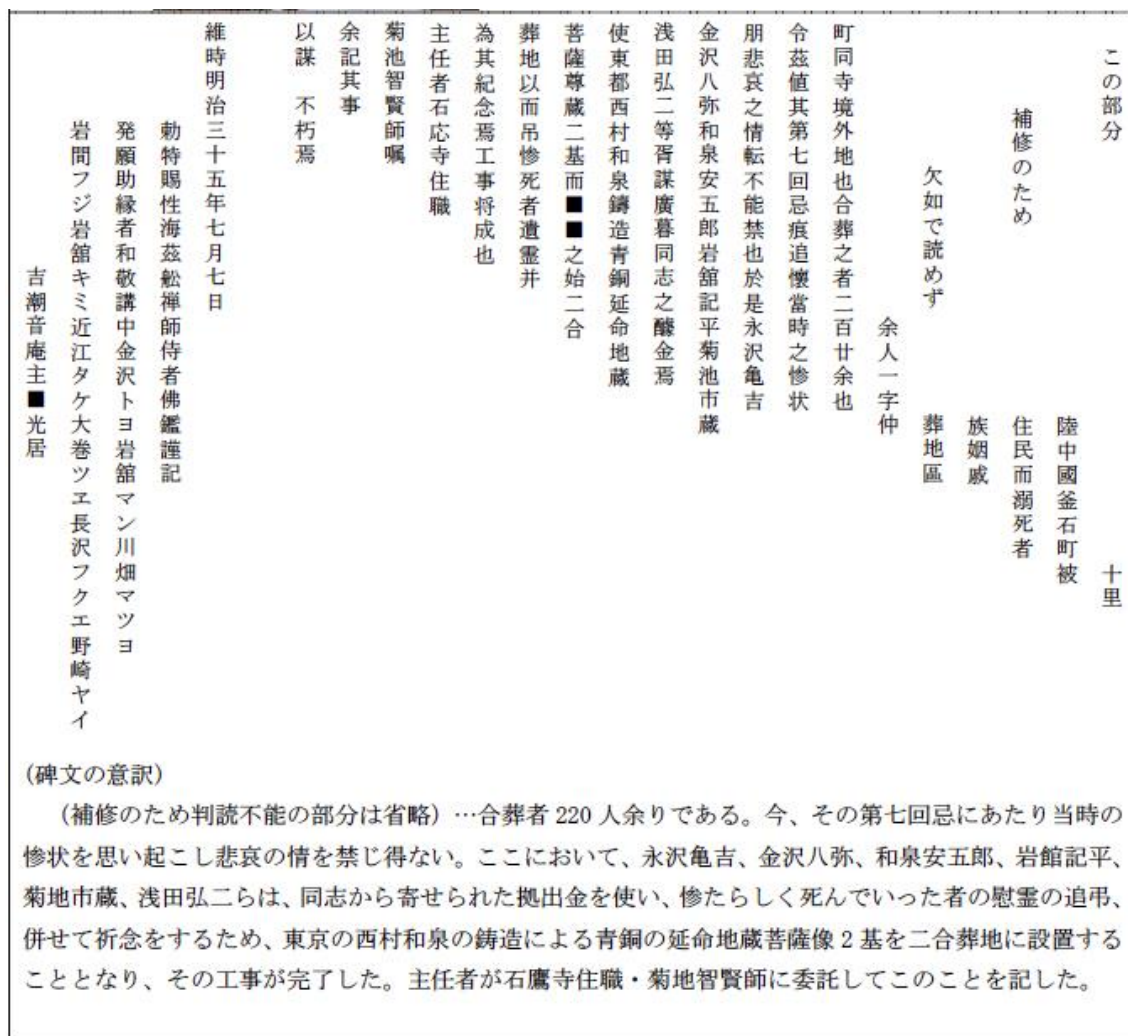 この部分　十里
陸中國釜石町被
補修のため　住民而溺死者
族姻戚
欠如で読めず　葬地區
余人一字仲
町同寺境外地也合葬之者二百廿余也
令茲値其第七回忌痕追懷當時之惨状
朋悲哀之情転不能禁也於是永沢亀吉
金沢八弥和泉安五郎岩舘記平菊池市蔵
浅田弘二等胥謀廣暮同志之醵金焉
使東都西村和泉鑄造青銅延命地蔵
菩薩尊蔵二基而■■之始二合
葬地以而吊惨死者遺霊并
為其紀念焉工事将成也
主任者石応寺住職
菊池智賢師嘱
余記其事
以謀　不朽焉
維時明治三十五年七月七日
勅特賜性海茲舩禅師侍者佛鑑謹記
発願助縁者和敬講中金沢トヨ岩舘マン川畑マツヨ
岩間フジ岩舘キミ近江タケ大巻ツヱ長沢フクエ野崎ヤイ
吉潮音庵主■光居
(碑文の意訳)
(補修のため判読不能の部分は省略) …合葬者 220 人余りである。今、その第七回忌にあたり当時の
惨状を思い起こし悲哀の情を禁じ得ない。ここにおいて、永沢亀吉、金沢八弥、和泉安五郎、岩館記平、
菊地市蔵、浅田弘二らは、同志から寄せられた拠出金を使い、惨たらしく死んでいった者の慰霊の追弔、
併せて祈念をするため、東京の西村和泉の鋳造による青銅の延命地蔵菩薩像 2 基を二合葬地に設置する
こととなり、その工事が完了した。主任者が石鷹寺住職・菊地智賢師に委託してこのことを記した。